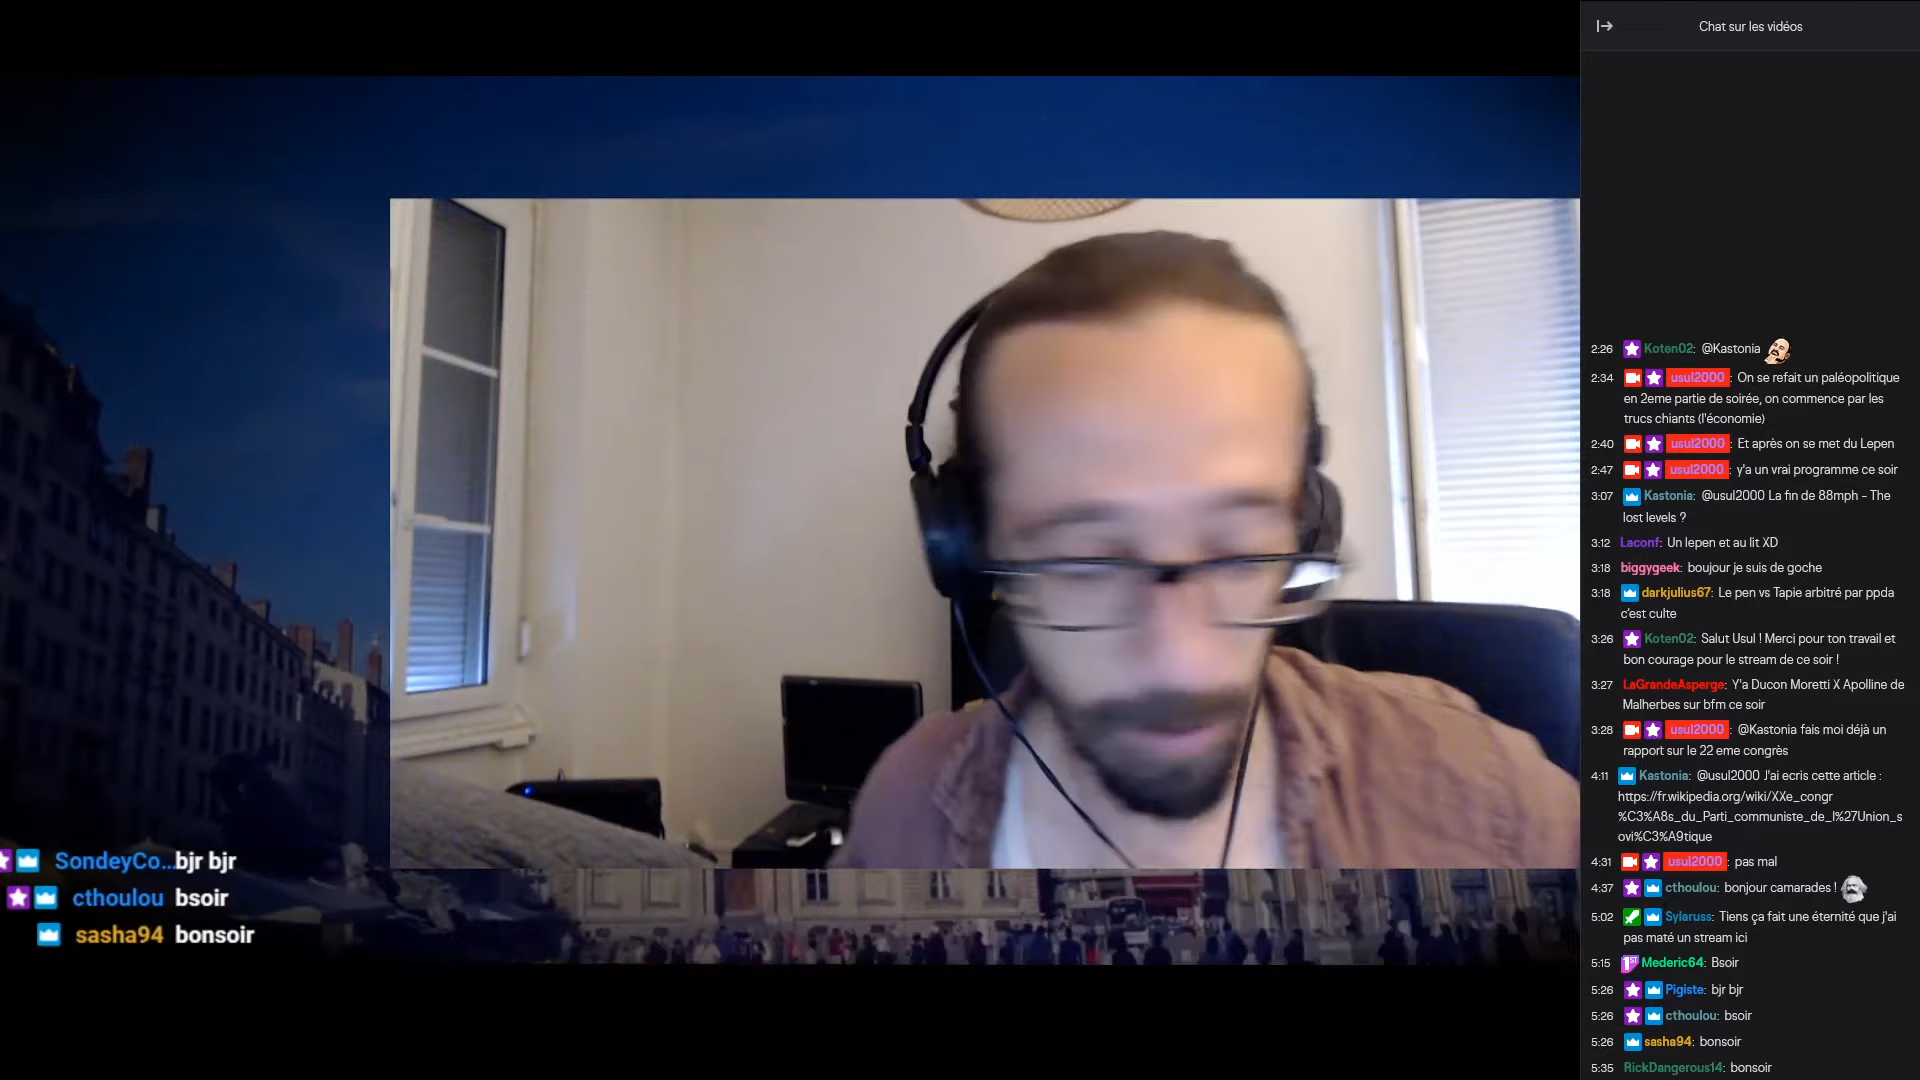 Chat sur les vidéos
2:26 Koten02: @Kastonia
2:34 usul2000 : On se refait un paléopolitique
en 2eme partie de soirée, on commence par les
trucs chiants (l'économie)
2:40 usul2000 : Et après on se met du Lepen
2:47 usul2000 : y'a un vrai programme ce soir
3:07 Kastonia: @usul2000 La fin de 88mph - The
lost levels ?
3:12 Laconf: Un lepen et au lit XD
3:18 biggygeek: boujour je suis de goche
3:18 darkjulius67: Le pen vs Tapie arbitré par ppda
c'est culte
3:26 Koten02: Salut Usul ! Merci pour ton travail et
bon courage pour le stream de ce soir !
3:27 LaGrandeAsperge: Y'a Ducon Moretti X Apolline de
Malherbes sur bfm ce soir
3:28 usul2000 : @Kastonia fais moi déjà un
rapport sur le 22 eme congrès
4:11 Kastonia: @usul2000 J'ai ecris cette article :
https://fr.wikipedia.org/wiki/XXe_congr
%C3%A8s_du_Parti_communiste_de_l%27Union_s
ovi%C3%A9tique
4:31 usul2000 : pas mal
4:37 cthoulou: bonjour camarades !
5:02 Sylaruss: Tiens ça fait une éternité que j'ai
pas maté un stream ici
5:15 Mederic64: Bsoir
5:26 Pigiste: bjr bjr
5:26 cthoulou: bsoir
5:26 sasha94: bonsoir
5:35 RickDangerous14: bonsoir
SondeyCo... bjr bjr
cthoulou bsoir
sasha94 bonsoir